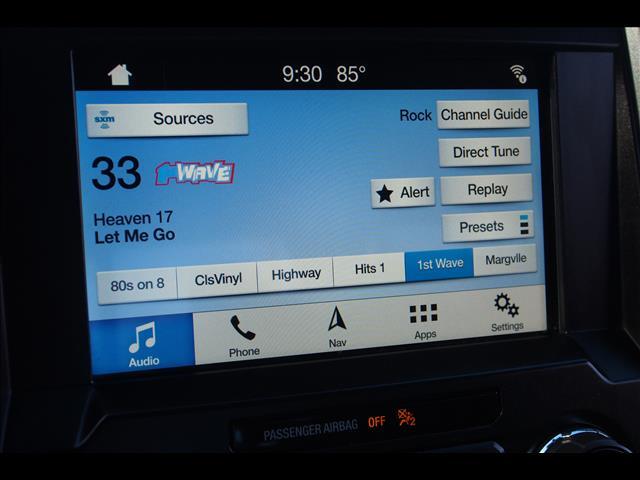 9:30 85°
sxm Sources
Rock Channel Guide
Direct Tune
33 1st WAVE
Alert Replay
Heaven 17
Let Me Go
Presets
80s on 8 ClsVinyl Highway Hits 1 1st Wave Margvlle
Audio Phone Nav Apps Settings
PASSENGER AIRBAG OFF 2